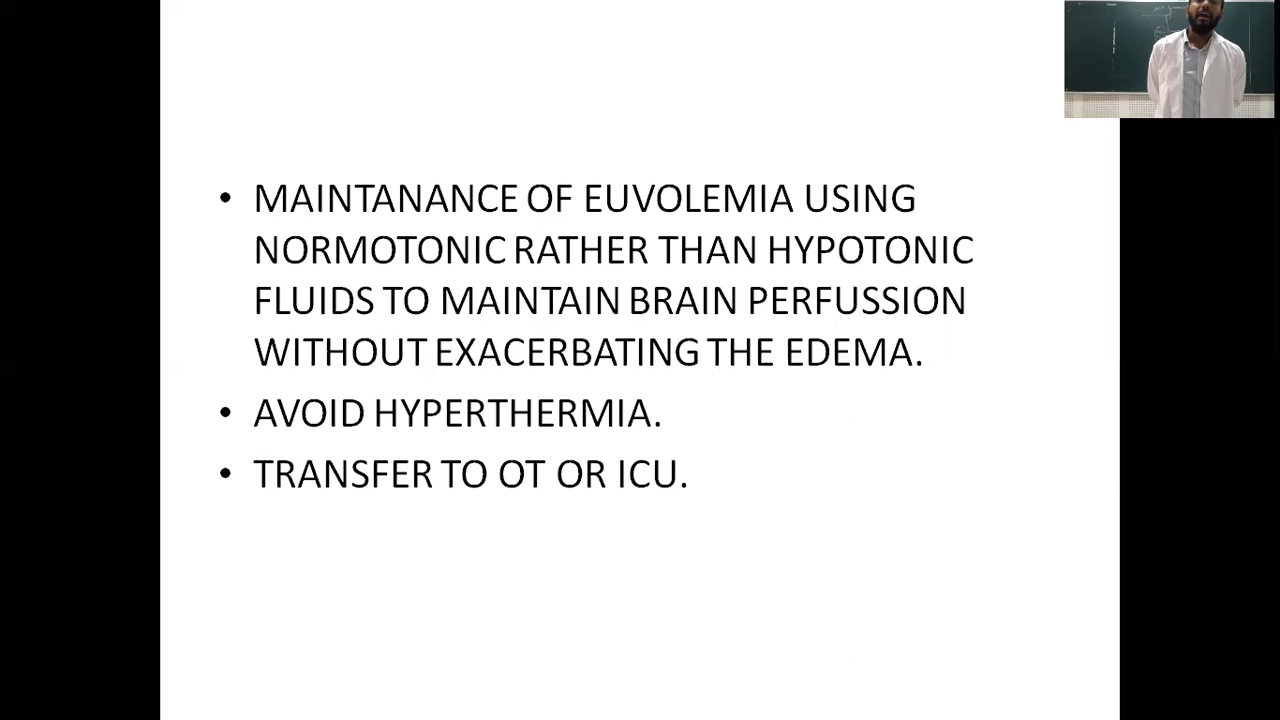 • MAINTANANCE OF EUVOLEMIA USING
NORMOTONIC RATHER THAN HYPOTONIC
FLUIDS TO MAINTAIN BRAIN PERFUSSION
WITHOUT EXACERBATING THE EDEMA.
• AVOID HYPERTHERMIA.
• TRANSFER TO OT OR ICU.